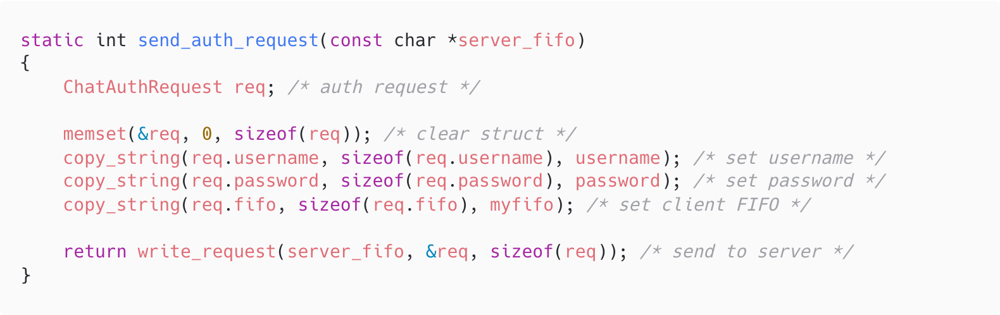 static int send_auth_request(const char *server_fifo)
{
    ChatAuthRequest req; /* auth request */

    memset(&req, 0, sizeof(req)); /* clear struct */
    copy_string(req.username, sizeof(req.username), username); /* set username */
    copy_string(req.password, sizeof(req.password), password); /* set password */
    copy_string(req.fifo, sizeof(req.fifo), myfifo); /* set client FIFO */

    return write_request(server_fifo, &req, sizeof(req)); /* send to server */
}